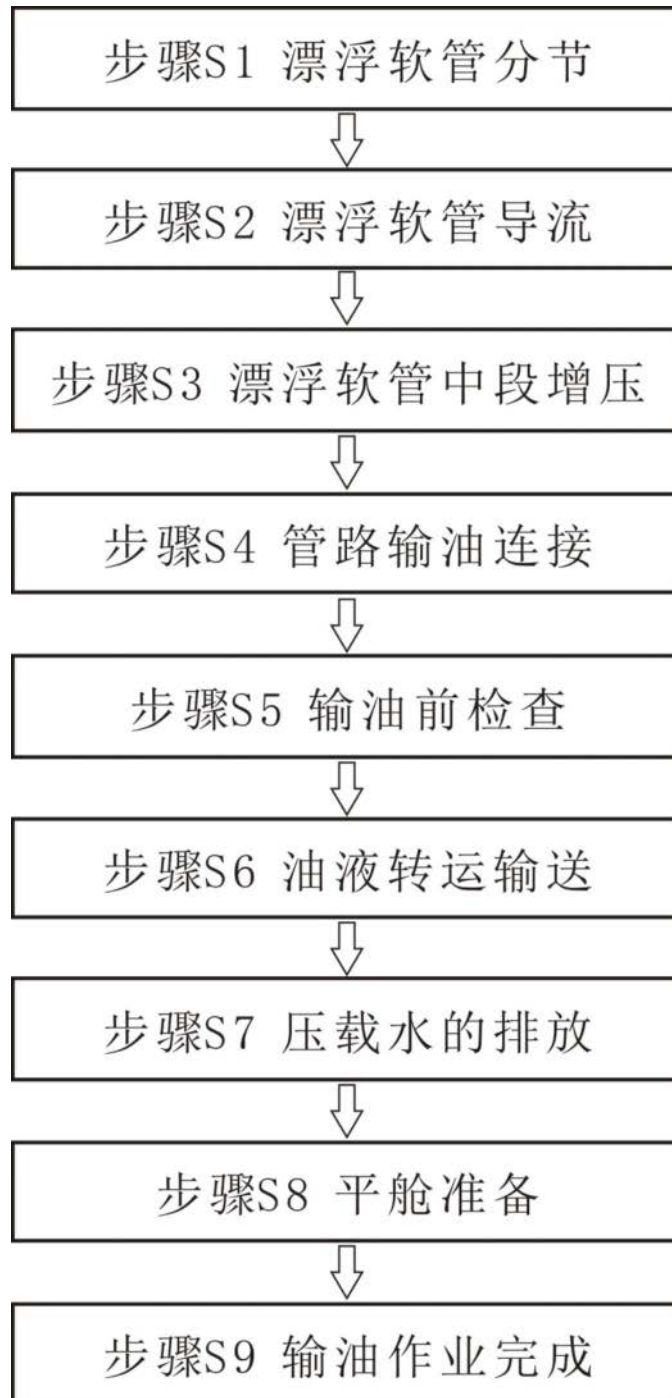 步骤S1 漂浮软管分节
步骤S2 漂浮软管导流
步骤S3 漂浮软管中段增压
步骤S4 管路输油连接
步骤S5 输油前检查
步骤S6 油液转运输送
步骤S7 压载水的排放
步骤S8 平舱准备
步骤S9 输油作业完成